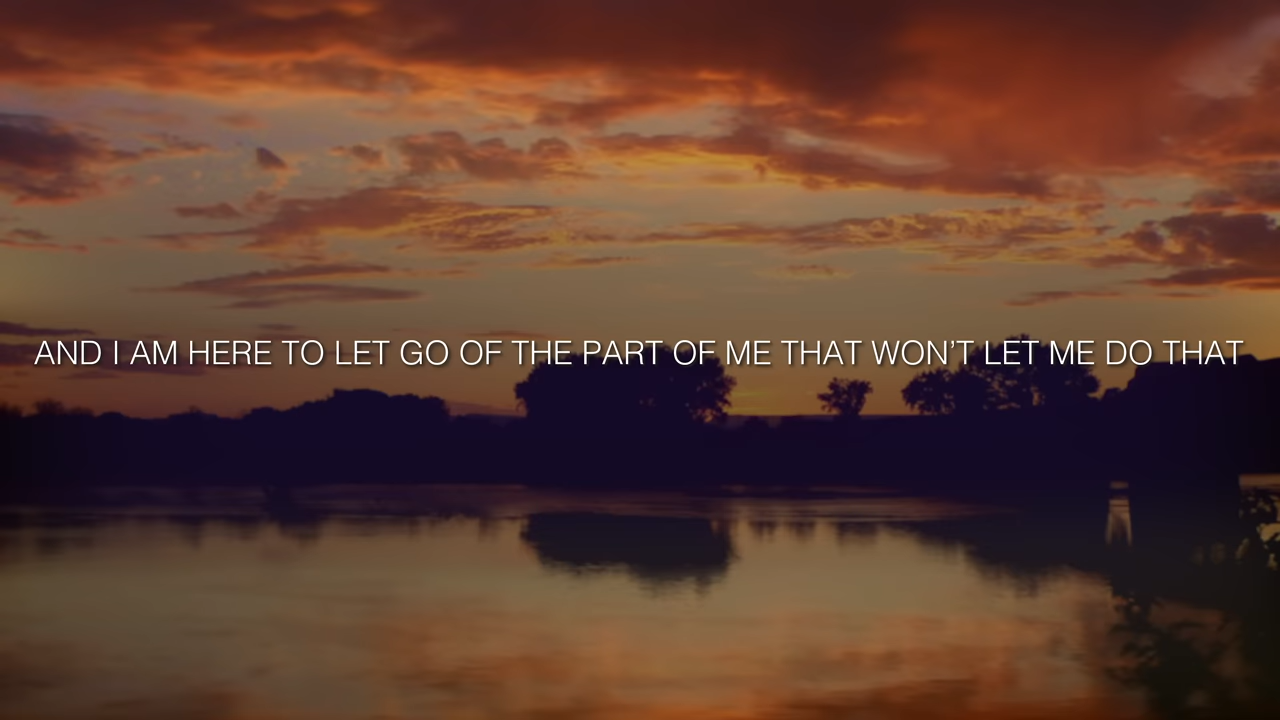 AND I AM HERE TO LET GO OF THE PART OF ME THAT WON’T LET ME DO THAT